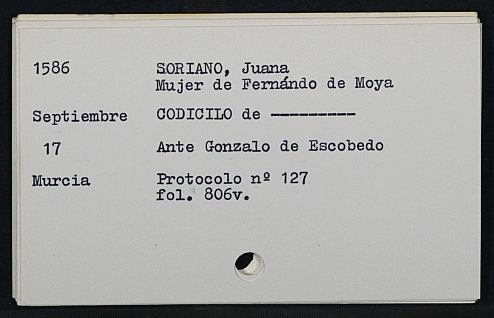 1586 SORIANO, Juana
Mujer de Fernándo de Moya
Septiembre CODICILO de ---------
17 Ante Gonzalo de Escobedo
Murcia Protocolo nº 127
fol. 806v.